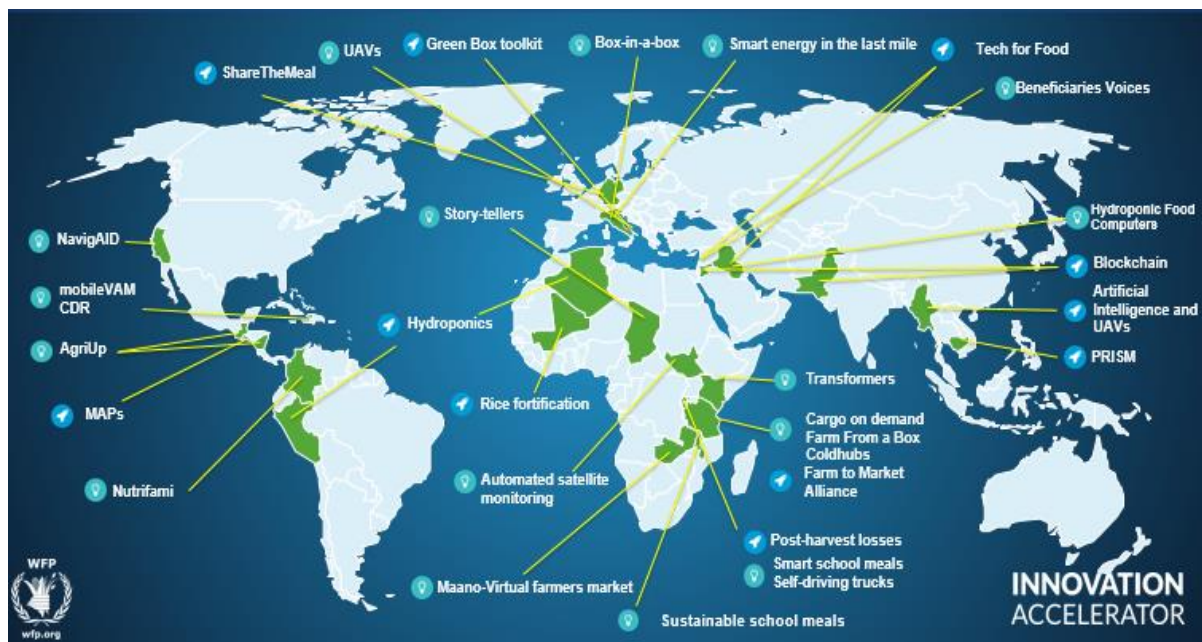 UAVs
Green Box toolkit
Box-in-a-box
Smart energy in the last mile
Tech for Food
ShareTheMeal
Beneficiaries Voices
Story-tellers
Hydroponic Food
Computers
NavigAID
Blockchain
mobileVAM
CDR
Artificial
Intelligence and
UAVs
Hydroponics
AgriUp
PRISM
Transformers
MAPs
Rice fortification
Cargo on demand
Farm From a Box
Coldhubs
Farm to Market
Alliance
Nutrifami
Automated satellite
monitoring
Post-harvest losses
Smart school meals
Self-driving trucks
Maano-Virtual farmers market
Sustainable school meals
WFP
wfp.org
INNOVATION
ACCELERATOR